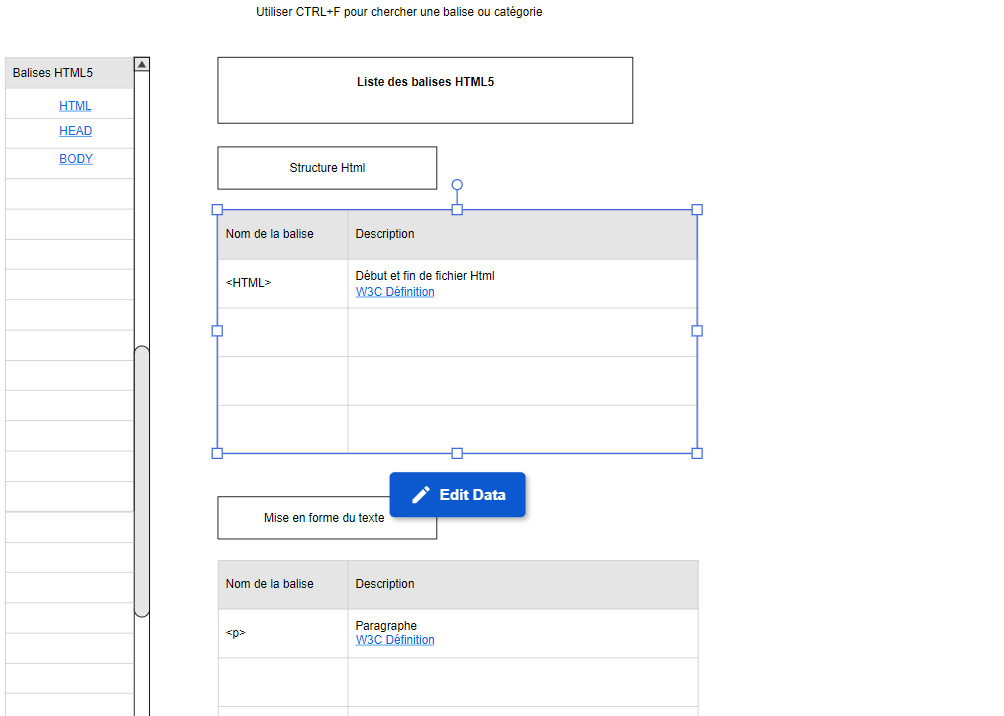 Utiliser CTRL+F pour chercher une balise ou catégorie
Balises HTML5
HTML
HEAD
BODY
Liste des balises HTML5
Structure Html
Nom de la balise
Description
<HTML>
Début et fin de fichier Html
W3C Définition
Edit Data
Mise en forme du texte
Nom de la balise
Description
<p>
Paragraphe
W3C Définition